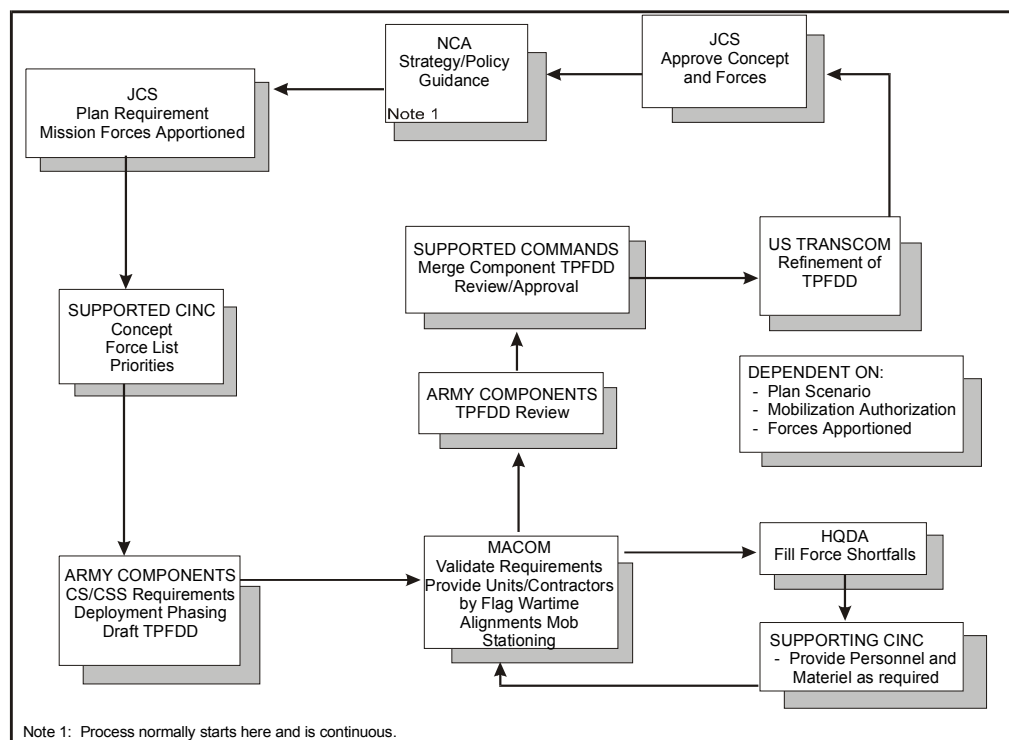 NCA
Strategy/Policy
Guidance
Note 1
JCS
Approve Concept
and Forces
JCS
Plan Requirement
Mission Forces Apportioned
SUPPORTED COMMANDS
Merge Component TPFDD
Review/Approval
US TRANSCOM
Refinement of
TPFDD
SUPPORTED CINC
Concept
Force List
Priorities
ARMY COMPONENTS
TPFDD Review
DEPENDENT ON:
- Plan Scenario
- Mobilization Authorization
- Forces Apportioned
ARMY COMPONENTS
CS/CSS Requirements
Deployment Phasing
Draft TPFDD
MACOM
Validate Requirements
Provide Units/Contractors
by Flag Wartime
Alignments Mob
Stationing
HQDA
Fill Force Shortfalls
SUPPORTING CINC
- Provide Personnel and
Materiel as required
Note 1: Process normally starts here and is continuous.